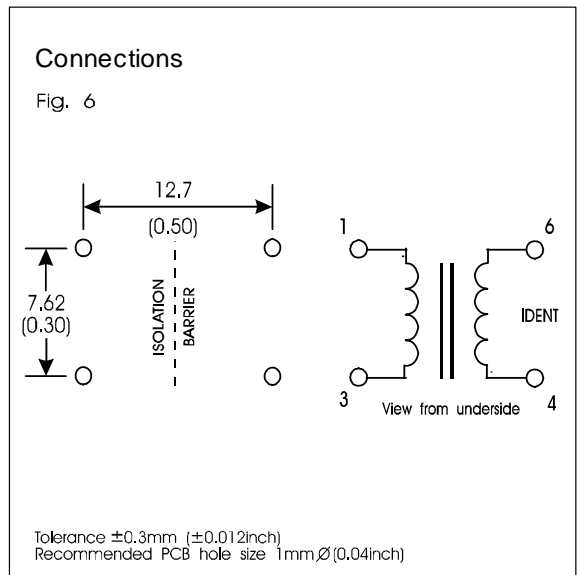 Connections
Fig. 6
12.7
(0.50)
7.62
(0.30)
ISOLATION
BARRIER
1
6
IDENT
3
4
View from underside
Tolerance ±0.3mm (±0.012inch)
Recommended PCB hole size 1mmØ(0.04inch)